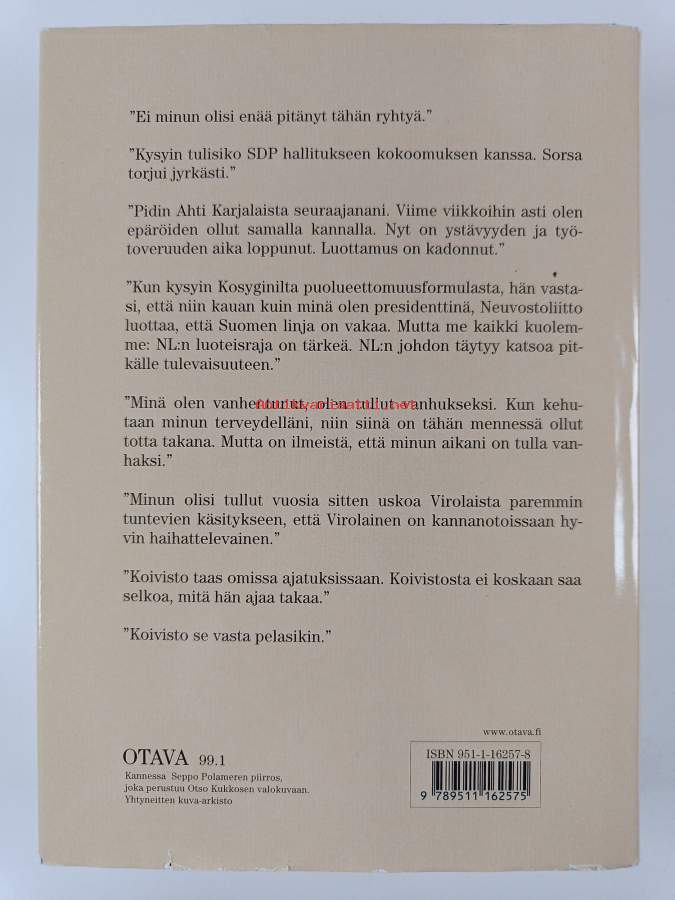 ”Ei minun olisi enää pitänyt tähän ryhtyä.”
”Kysyin tulisiko SDP hallitukseen kokoomuksen kanssa. Sorsa
torjui jyrkästi.”
”Pidin Ahti Karjalaista seuraajanani. Viime viikkoihin asti olen
epäröiden ollut samalla kannalla. Nyt on ystävyyden ja työ-
toveruuden aika loppunut. Luottamus on kadonnut.”
”Kun kysyin Kosyginilta puolueettomuusformulasta, hän vasta-
si, että niin kauan kuin minä olen presidenttinä, Neuvostoliitto
luottaa, että Suomen linja on vakaa. Mutta me kaikki kuolem-
me: NL:n luoteisraja on tärkeä. NL:n johdon täytyy katsoa pit-
källe tulevaisuuteen.”
”Minä olen vanhentunut, olen tullut vanhukseksi. Kun kehu-
Antikvariaatti.net
taan minun terveydelläni, niin siinä on tähän mennessä ollut
totta takana. Mutta on ilmeistä, että minun aikani on tulla van-
haksi.”
”Minun olisi tullut vuosia sitten uskoa Virolaista paremmin
tuntevien käsitykseen, että Virolainen on kannanotoissaan hy-
vin haihattelevainen.”
”Koivisto taas omissa ajatuksissaan. Koivistosta ei koskaan saa
selkoa, mitä hän ajaa takaa.”
”Koivisto se vasta pelasikin.”
www.otava.fi
OTAVA 99.1
Kannessa Seppo Polameren piirros,
joka perustuu Otso Kukkosen valokuvaan.
Yhtyneitten kuva-arkisto
ISBN 951-1-16257-8
9 789511 162575